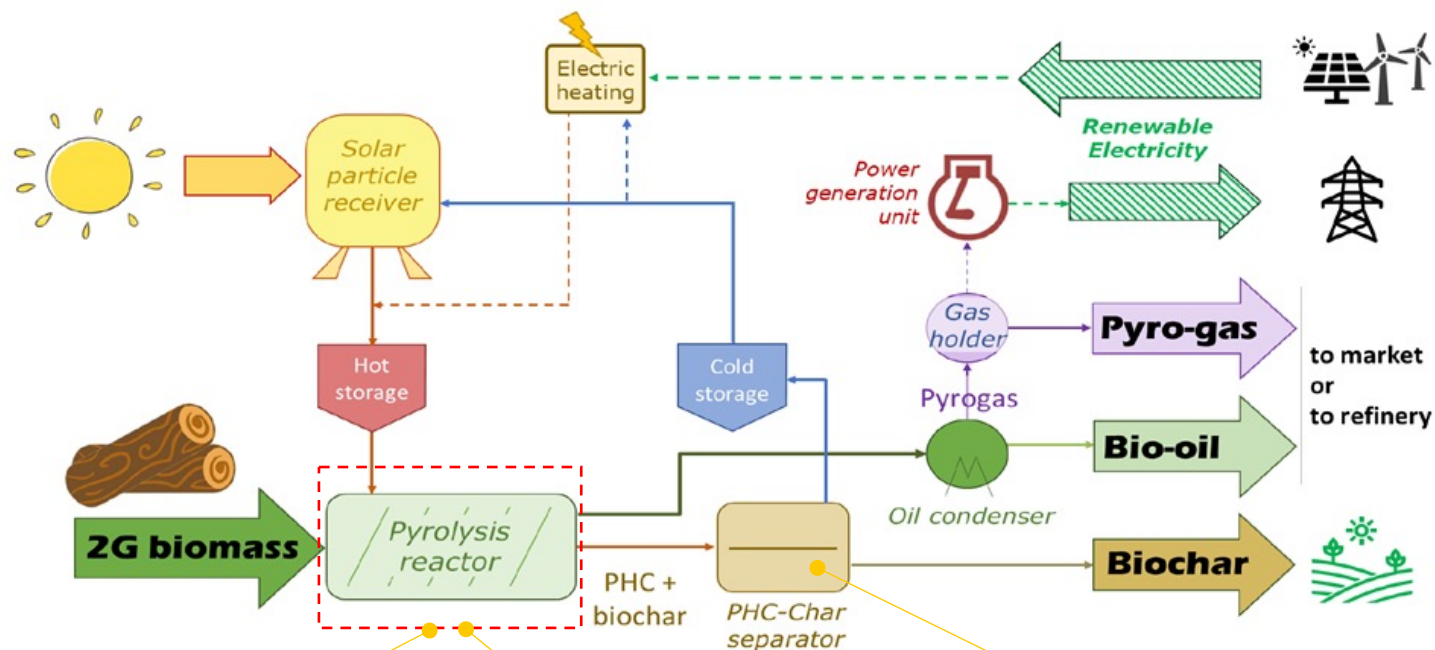 Electric
heating
Renewable
Electricity
Solar
particle
receiver
Power
generation
unit
Gas
holder
Pyro-gas
to market
or
to refinery
Hot
storage
Cold
storage
Pyrogas
Bio-oil
Oil condenser
2G biomass
Pyrolysis
reactor
PHC +
biochar
PHC-Char
separator
Biochar